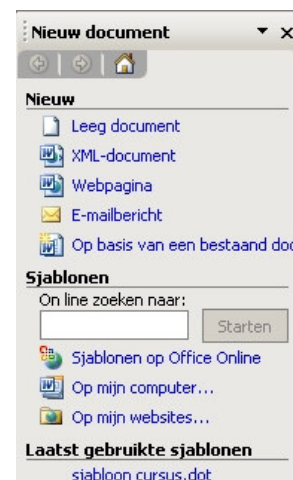 Nieuw document
Nieuw
Leeg document
XML-document
Webpagina
E-mailbericht
Op basis van een bestaand
Sjablonen
On line zoeken naar:
Starten
Sjablonen op Office Online
Op mijn computer...
Op mijn websites...
Laatst gebruikte sjablonen
sjabloon cursus.dot